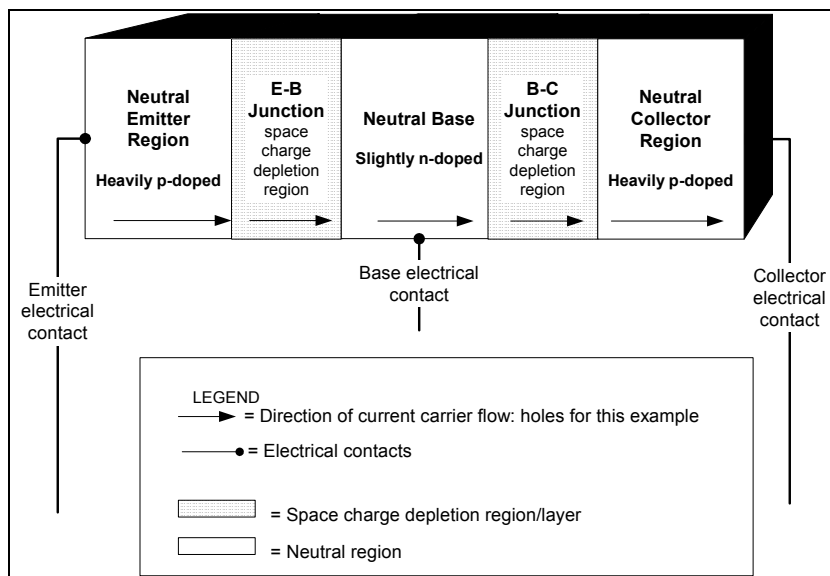 Neutral
Emitter
Region
Heavily p-doped
E-B
Junction
space
charge
depletion
region
Neutral Base
Slightly n-doped
B-C
Junction
space
charge
depletion
region
Neutral
Collector
Region
Heavily p-doped
Emitter
electrical
contact
Base electrical
contact
Collector
electrical
contact
LEGEND
= Direction of current carrier flow: holes for this example
= Electrical contacts
= Space charge depletion region/layer
= Neutral region